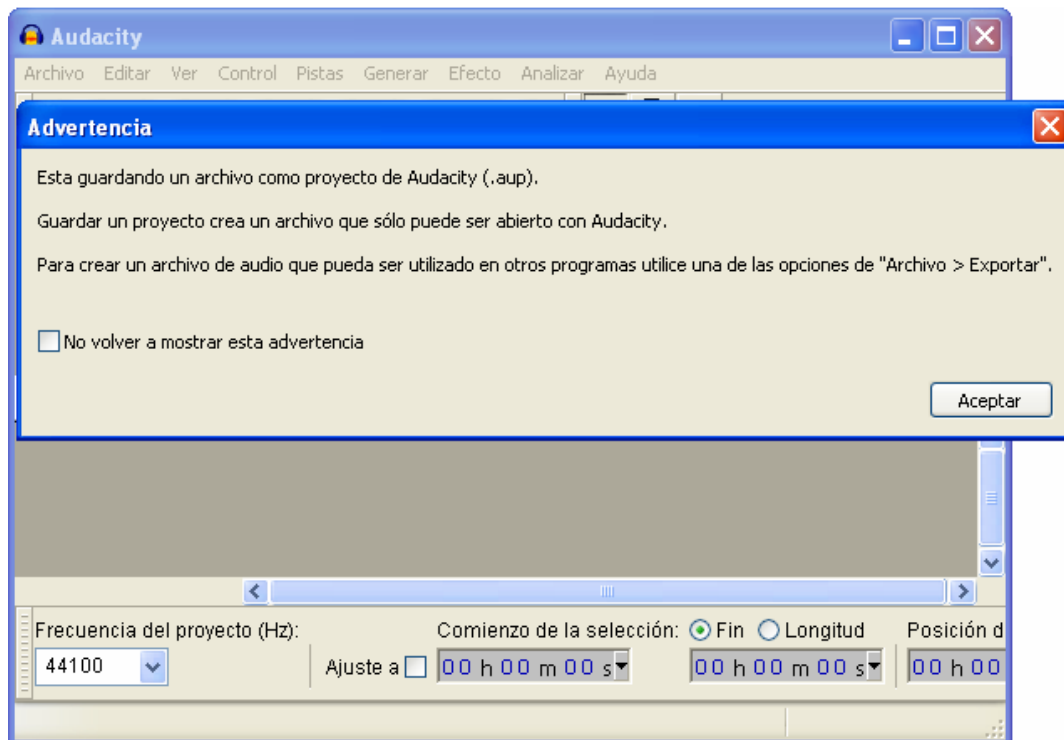 Audacity
Archivo Editar Ver Control Pistas Generar Efecto Analizar Ayuda
Advertencia
Esta guardando un archivo como proyecto de Audacity (.aup).
Guardar un proyecto crea un archivo que sólo puede ser abierto con Audacity.
Para crear un archivo de audio que pueda ser utilizado en otros programas utilice una de las opciones de "Archivo > Exportar".
No volver a mostrar esta advertencia
Aceptar
Frecuencia del proyecto (Hz): Comienzo de la selección: Fin Longitud Posición d
44100 Ajuste a 00 h 00 m 00 s 00 h 00 m 00 s 00 h 00